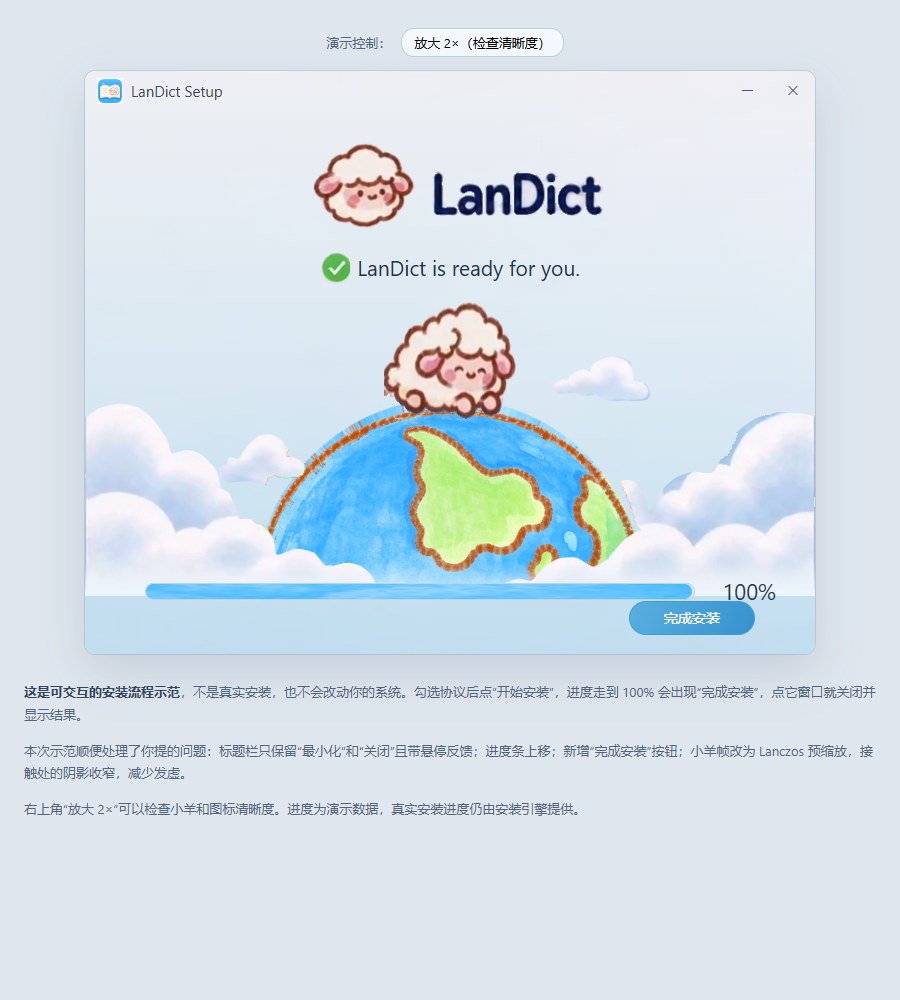 演示控制：
放大 2×（检查清晰度）
LanDict Setup
LanDict
LanDict is ready for you.
100%
完成安装
这是可交互的安装流程示范，不是真实安装，也不会改动你的系统。勾选协议后点“开始安装”，进度走到 100% 会出现“完成安装”，点它窗口就关闭并
显示结果。
本次示范顺便处理了你提的问题：标题栏只保留“最小化”和“关闭”且带悬停反馈；进度条上移；新增“完成安装”按钮；小羊帧改为 Lanczos 预缩放，接
触处的阴影收窄，减少发虚。
右上角“放大 2×”可以检查小羊和图标清晰度。进度为演示数据，真实安装进度仍由安装引擎提供。